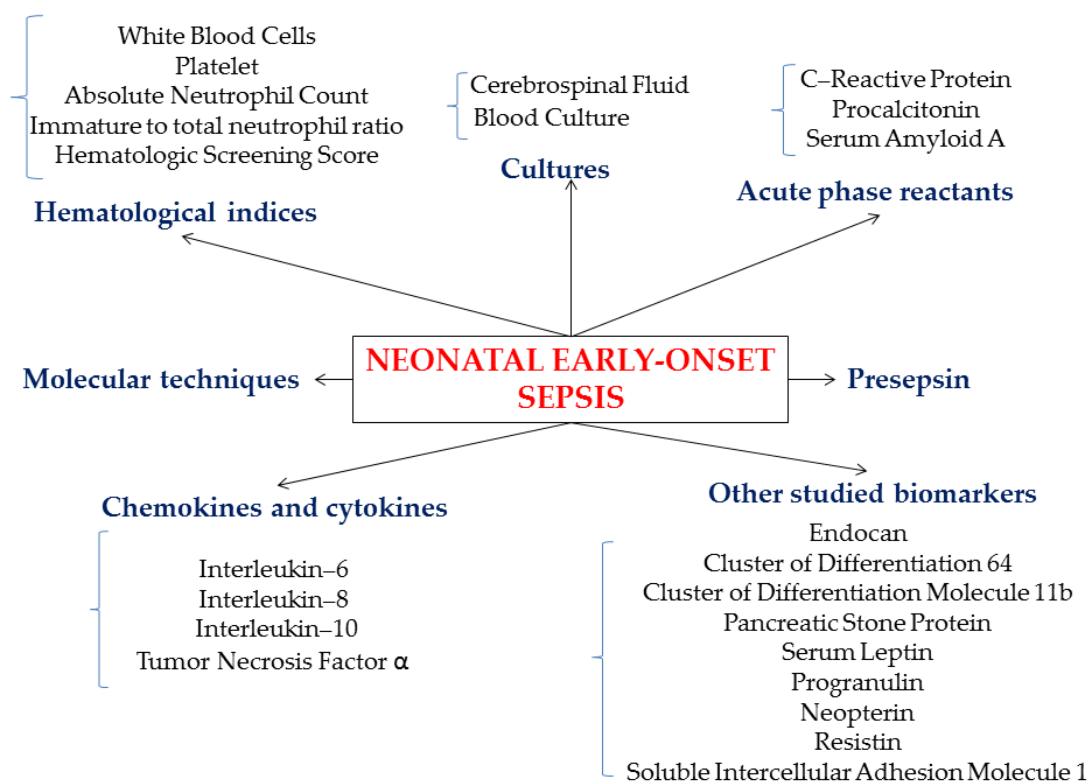 White Blood Cells
Platelet
Absolute Neutrophil Count
Immature to total neutrophil ratio
Hematologic Screening Score
Hematological indices
Cerebrospinal Fluid
Blood Culture
Cultures
C–Reactive Protein
Procalcitonin
Serum Amyloid A
Acute phase reactants
Molecular techniques
NEONATAL EARLY-ONSET
SEPSIS
Presepsin
Chemokines and cytokines
Interleukin–6
Interleukin–8
Interleukin–10
Tumor Necrosis Factor α
Other studied biomarkers
Endocan
Cluster of Differentiation 64
Cluster of Differentiation Molecule 11b
Pancreatic Stone Protein
Serum Leptin
Progranulin
Neopterin
Resistin
Soluble Intercellular Adhesion Molecule 1